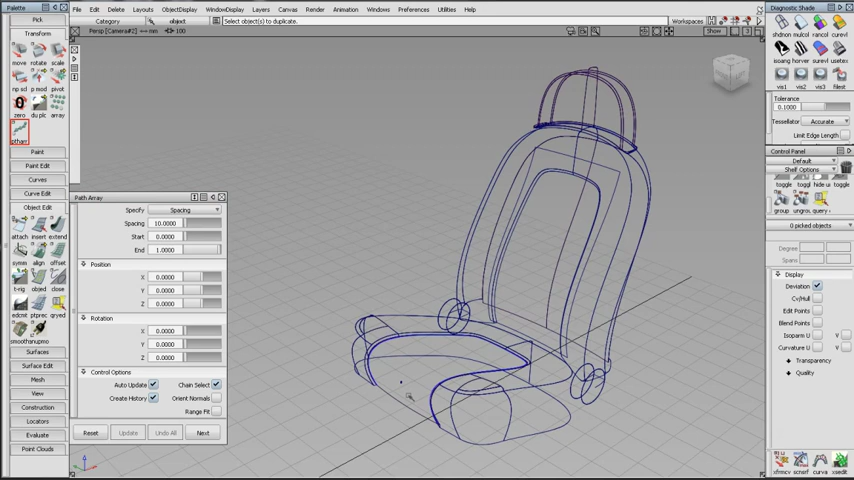 Palette
File Edit Delete Layouts ObjectDisplay WindowDisplay Layers Canvas Render Animation Windows Preferences Utilities Help
Diagnostic Shade
Pick
Category object Select object(s) to duplicate. Workspaces
Transform
Persp [Camera#2] mm 100 Show
move rotate scale
np scl p mod pivot
zero du plc array
ptharr
shdnon mulcol rancol curevl
isoang horver surevl usetex
vis1 vis2 vis3 filest
Tolerance
0.1000
Tessellator Accurate
Limit Edge Length
Control Panel
Default
Shelf Options
toggle toggl hide u toggle
group ungro query
0 picked objects
Degree
Spans
Display
Deviation
Cv/Hull
Edit Points
Blend Points
Isoparm U V
Curvature U V
Transparency
Quality
Paint
Paint Edit
Curves
Curve Edit
Object Edit
attach insert extend
symm align offset
t-rig objed close
edcmt ptprec qryed
smoothunupmo
Surfaces
Surface Edit
Mesh
View
Construction
Locators
Evaluate
Point Clouds
Path Array
Specify Spacing
Spacing 10.0000
Start 0.0000
End 1.0000
Position
X 0.0000
Y 0.0000
Z 0.0000
Rotation
X 0.0000
Y 0.0000
Z 0.0000
Control Options
Auto Update Chain Select
Create History Orient Normals
Range Fit
Reset Update Undo All Next
xfrmcv scnsrf curva xsedit